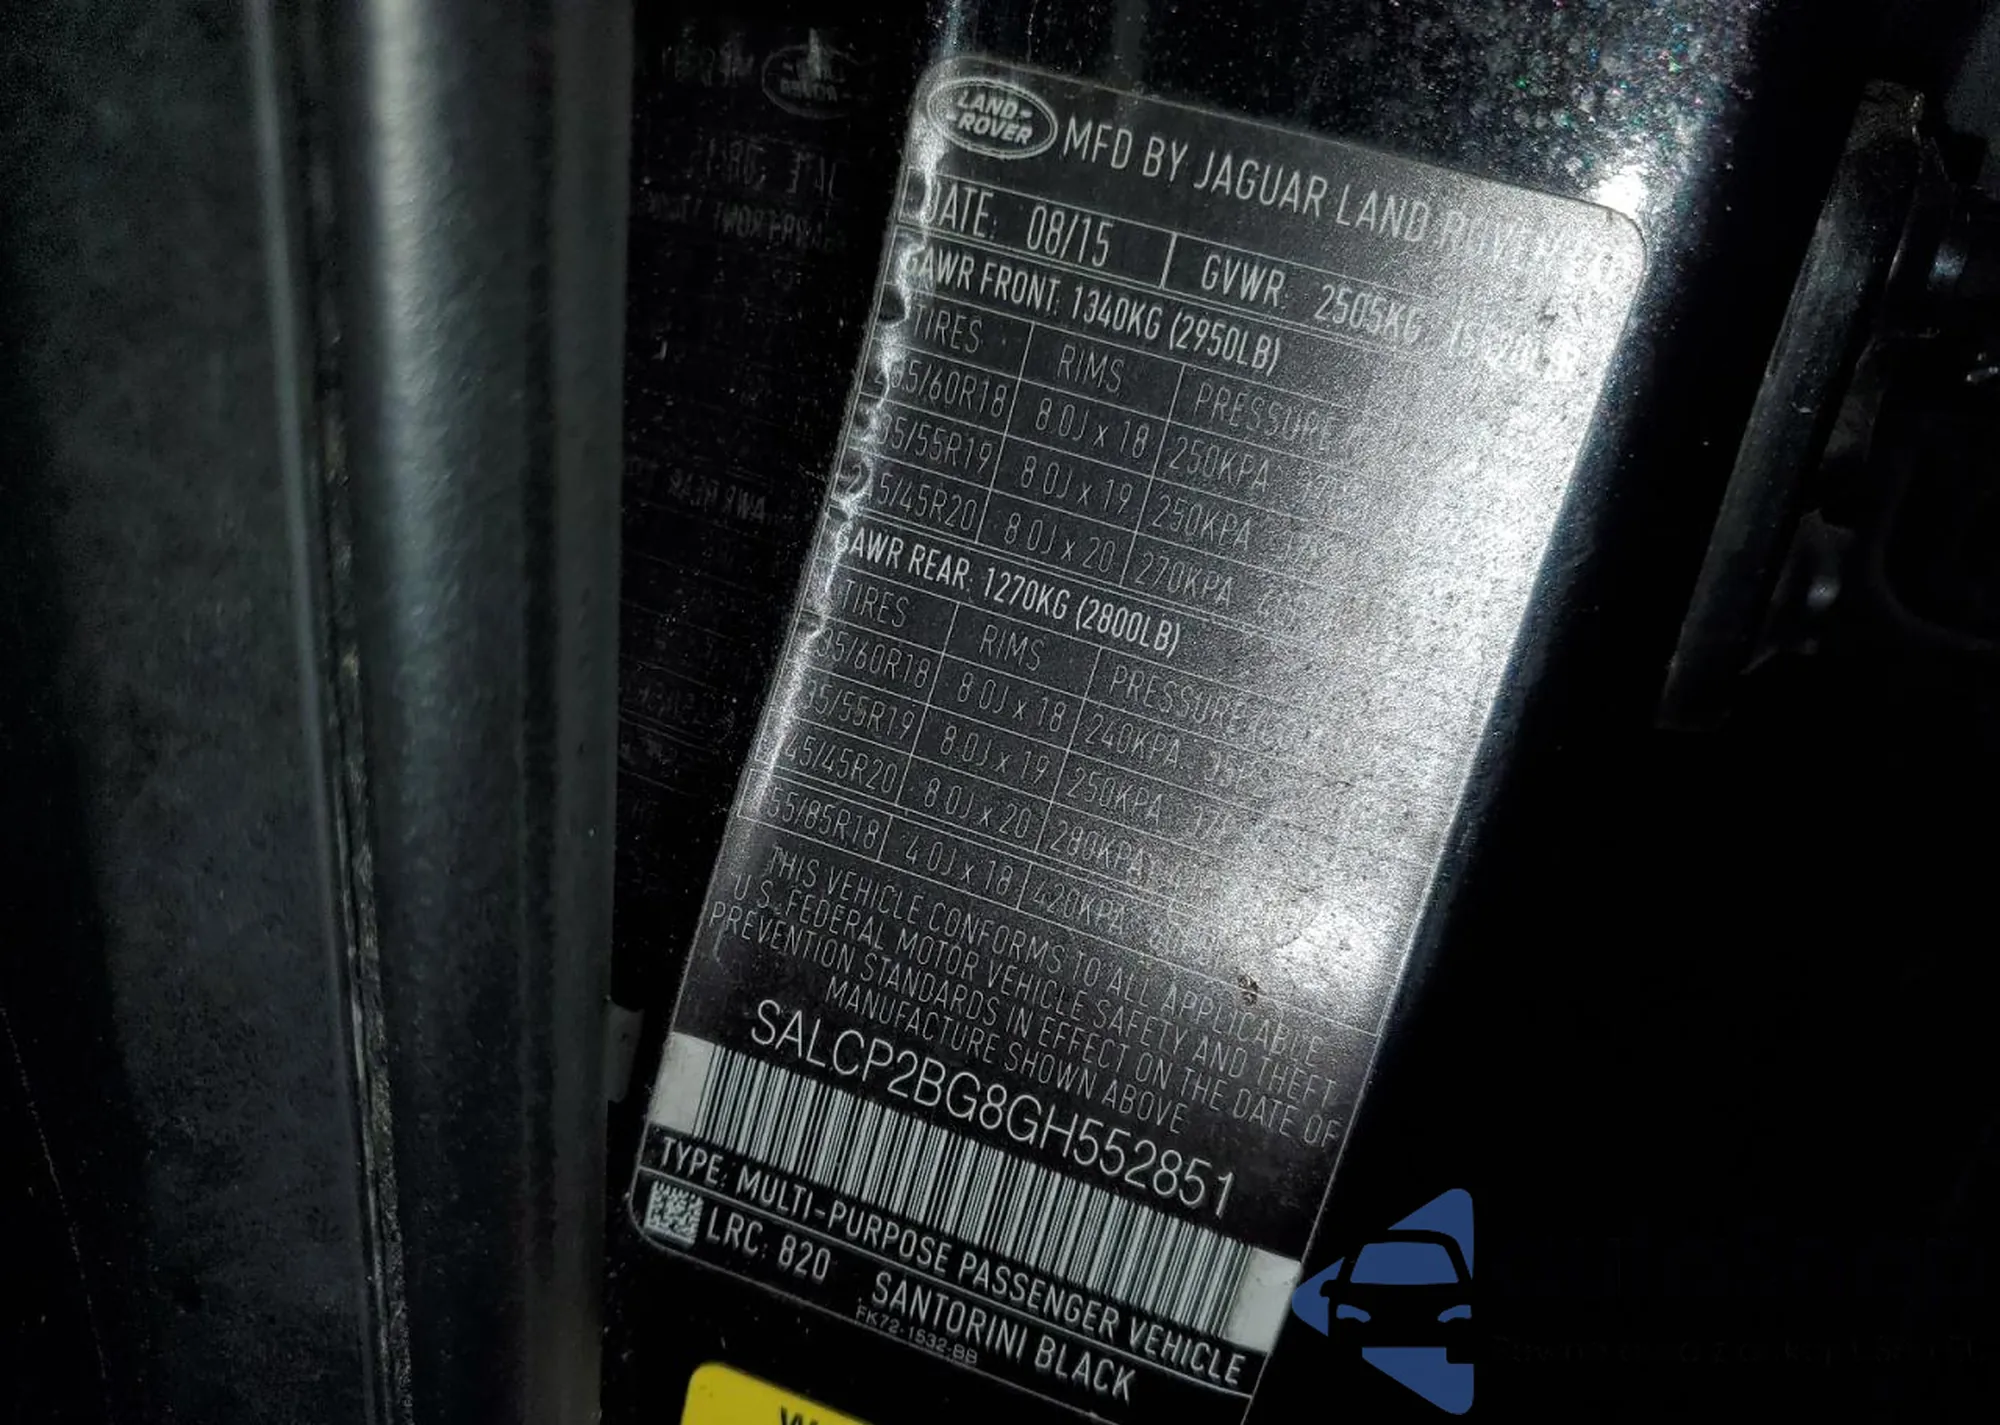 LAND ROVER
MFD BY JAGUAR LAND ROVER
DATE: 08/15 GVWR: 2505KG
GAWR FRONT: 1340KG (2950LB)
TIRES RIMS PRESSURE
8.0J x 18 250KPA
8.0J x 19 250KPA
8.0J x 20 270KPA
GAWR REAR: 1270KG (2800LB)
TIRES RIMS PRESSURE
8.0J x 18 240KPA
8.0J x 19 250KPA
8.0J x 20 280KPA
4.0J x 18 420KPA
THIS VEHICLE CONFORMS TO ALL APPLICABLE
U.S. FEDERAL MOTOR VEHICLE SAFETY AND THEFT
PREVENTION STANDARDS IN EFFECT ON THE DATE OF
MANUFACTURE SHOWN ABOVE
SALCP2BG8GH552851
TYPE: MULTI-PURPOSE PASSENGER VEHICLE
LRC: 820 SANTORINI BLACK
FK72-1532-BB